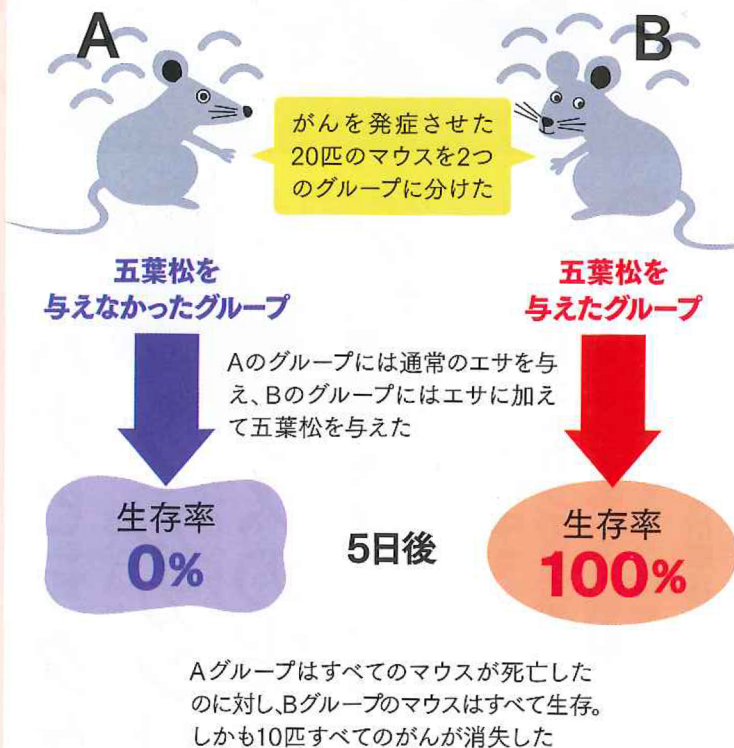 A
B
がんを発症させた
20匹のマウスを2つ
のグループに分けた
五葉松を
与えなかったグループ
五葉松を
与えたグループ
Aのグループには通常のエサを与
え、Bのグループにはエサに加え
て五葉松を与えた
生存率
0%
5日後
生存率
100%
Aグループはすべてのマウスが死亡した
のに対し、Bグループのマウスはすべて生存。
しかも10匹すべてのがんが消失した